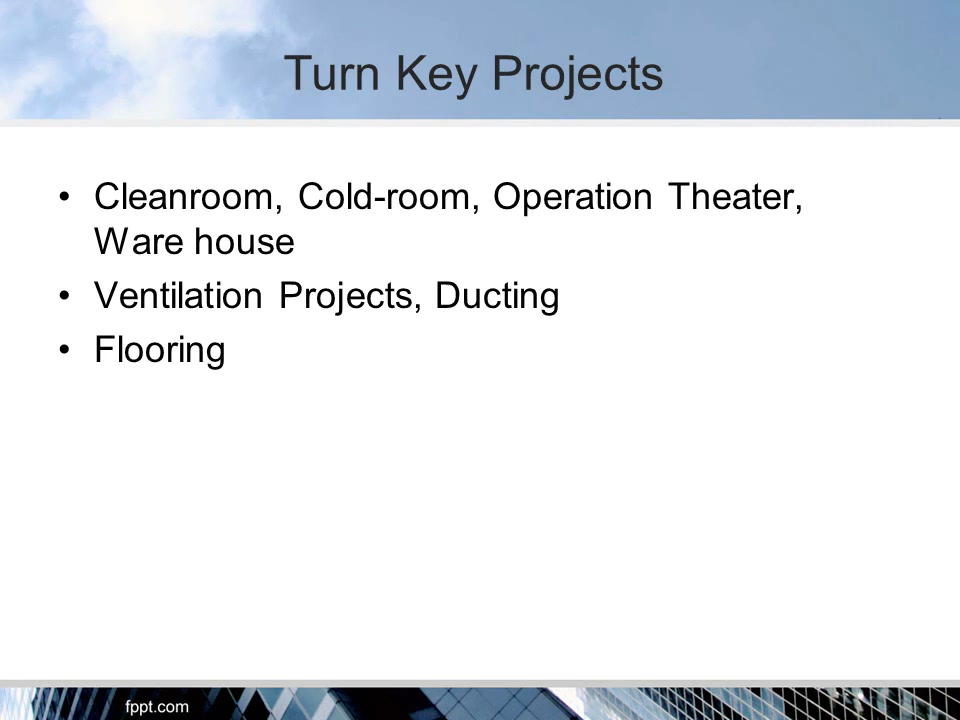 Turn Key Projects
• Cleanroom, Cold-room, Operation Theater,
Ware house
• Ventilation Projects, Ducting
• Flooring
fppt.com